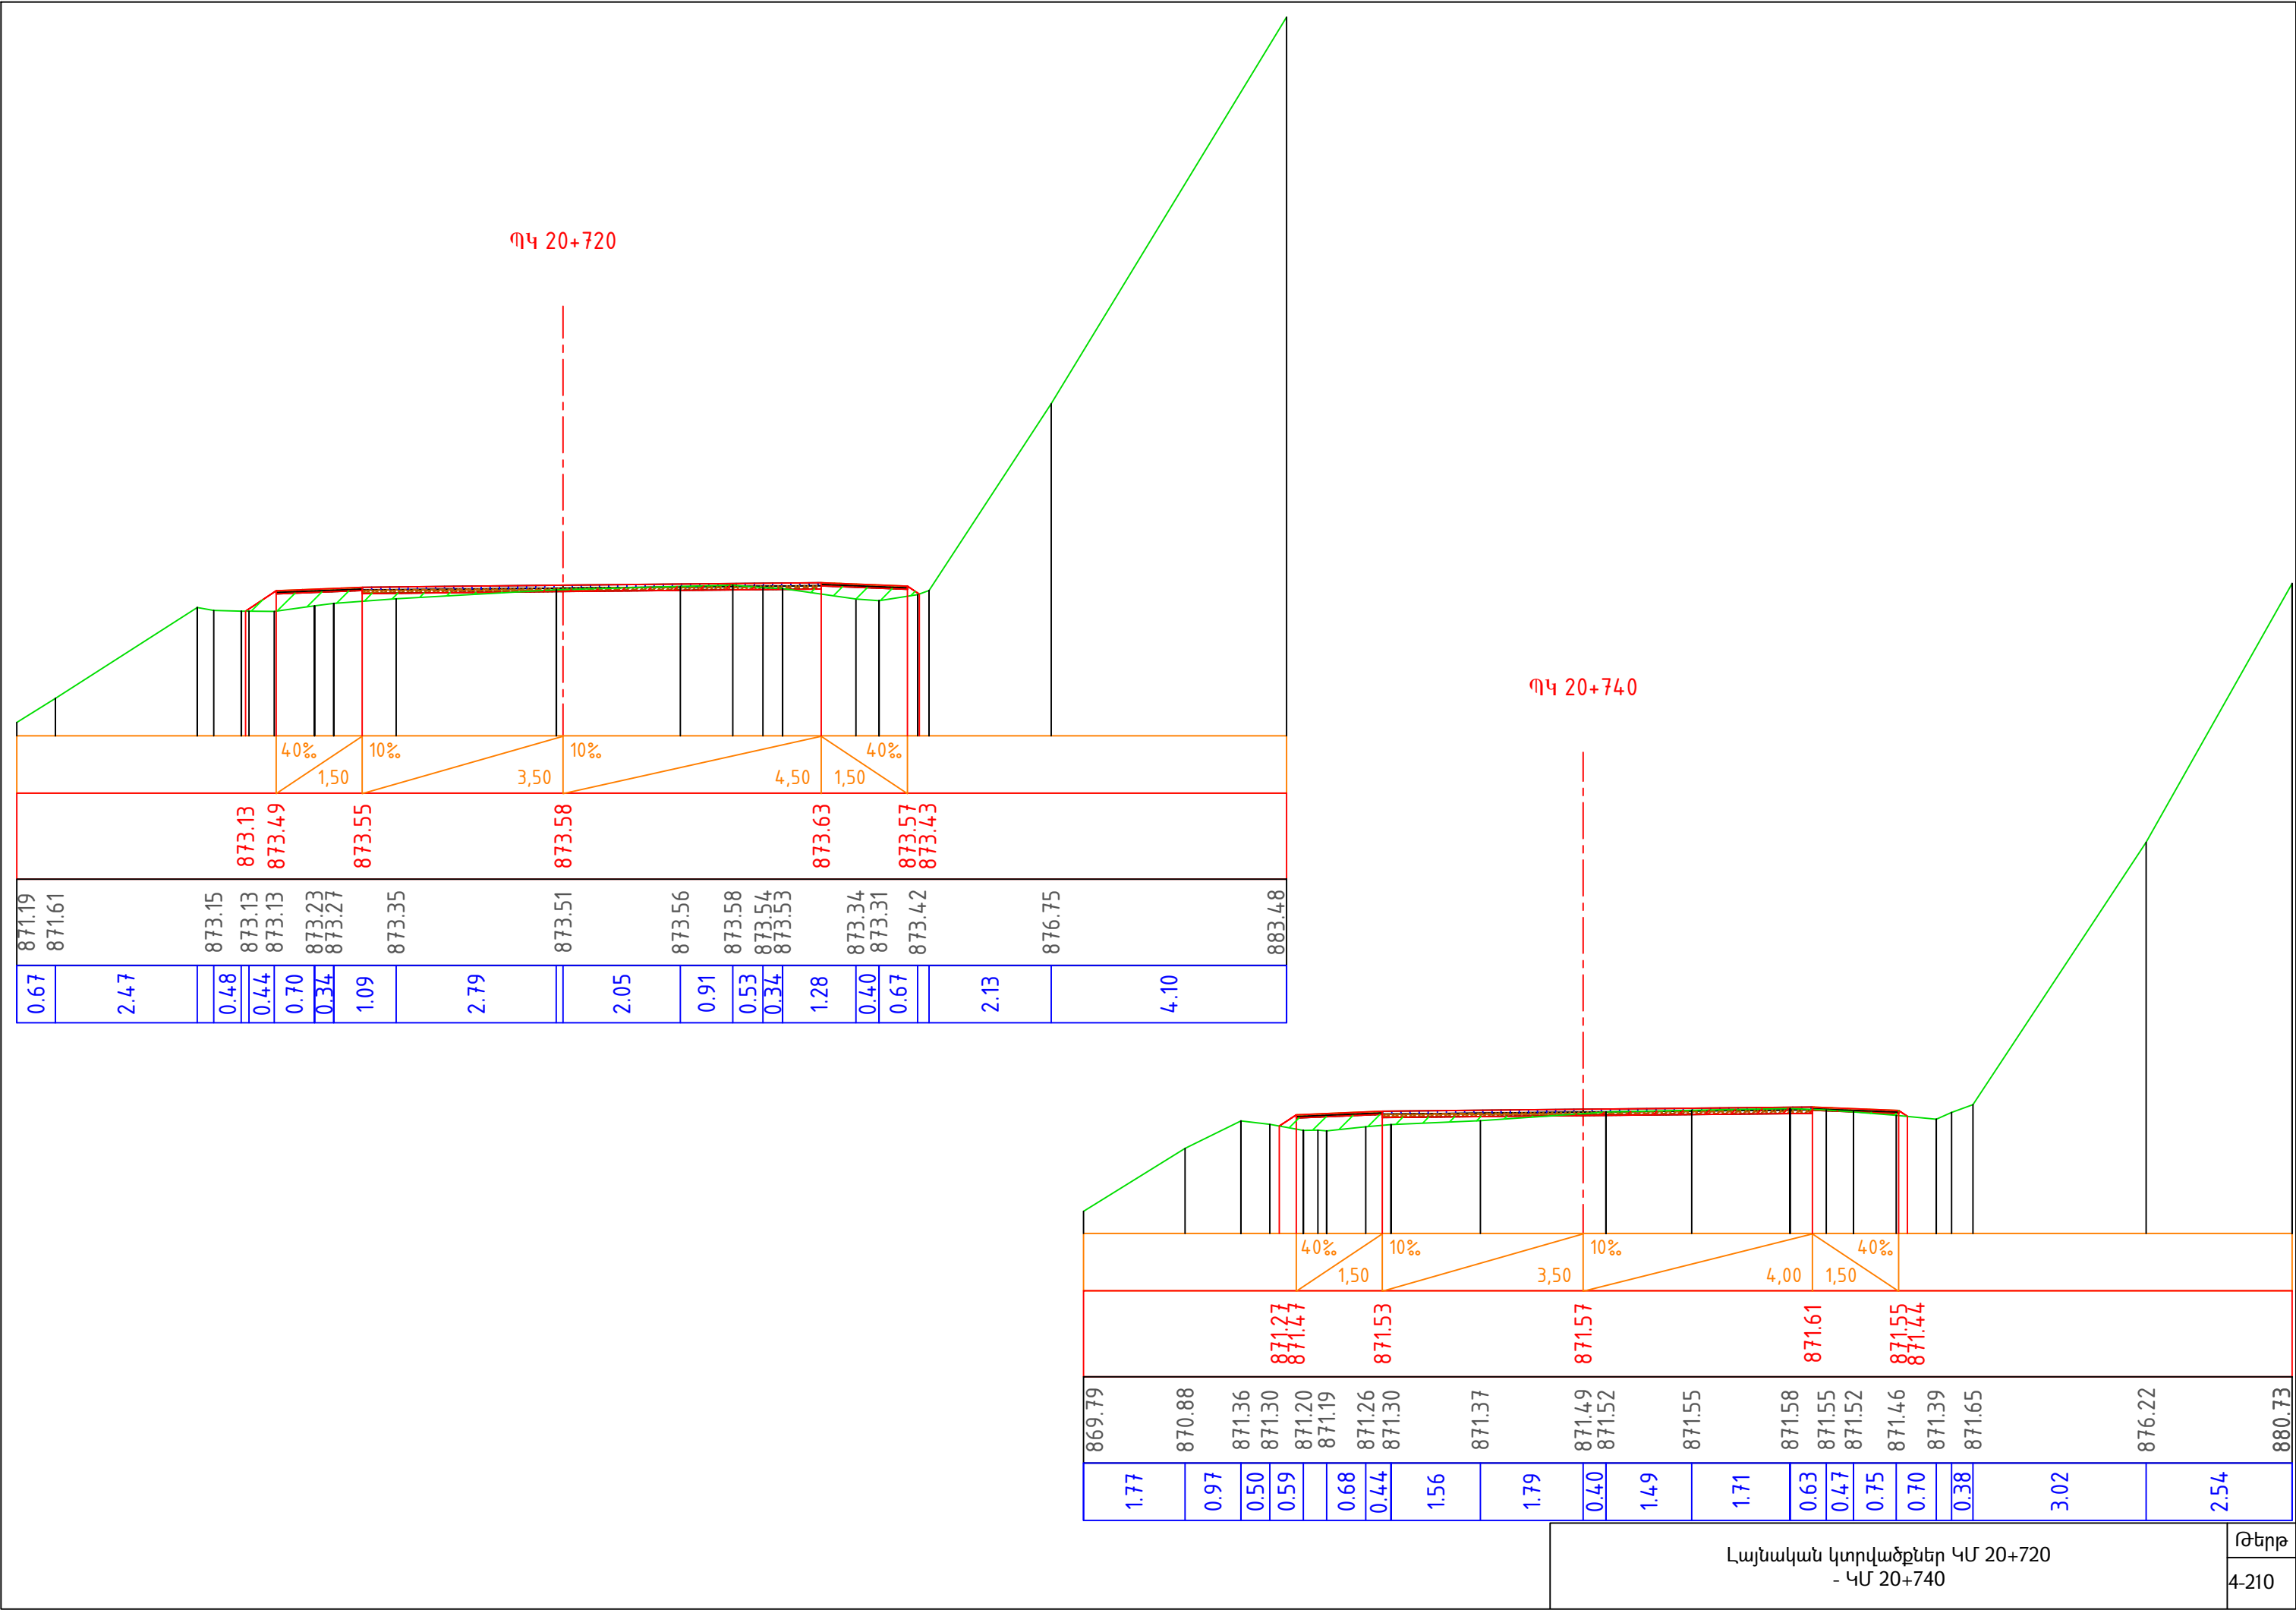 ՊԿ 20+720
40‰ 10‰ 10‰ 40‰
1,50 3,50 4,50 1,50
873.13 873.49 873.55 873.58 873.63 873.57 873.43
871.19 871.61 873.15 873.13 873.13 873.23 873.27 873.35 873.51 873.56 873.58 873.54 873.53 873.34 873.31 873.42 876.75 883.48
0.67 2.47 0.48 0.44 0.70 0.34 1.09 2.79 2.05 0.91 0.53 0.34 1.28 0.40 0.67 2.13 4.10
ՊԿ 20+740
40‰ 10‰ 10‰ 40‰
1,50 3,50 4,00 1,50
871.27 871.47 871.53 871.57 871.61 871.55 871.44
869.79 870.88 871.36 871.30 871.20 871.19 871.26 871.30 871.37 871.49 871.52 871.55 871.58 871.55 871.52 871.46 871.39 871.65 876.22 880.73
1.77 0.97 0.50 0.59 0.68 0.44 1.56 1.79 0.40 1.49 1.71 0.63 0.47 0.75 0.70 0.38 3.02 2.54
Լայնական կտրվածքներ ԿՄ 20+720
- ԿՄ 20+740
Թերթ
4-210